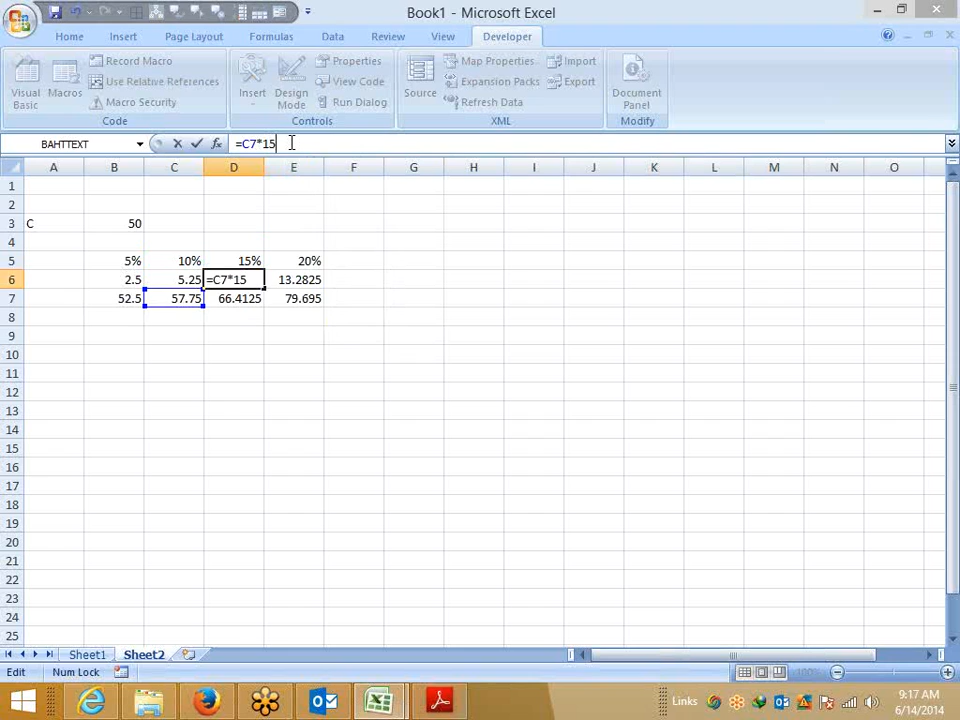 Book1 - Microsoft Excel
Home Insert Page Layout Formulas Data Review View Developer
Visual Basic
Macros
Record Macro
Use Relative References
Macro Security
Code
Insert
Design Mode
Properties
View Code
Run Dialog
Controls
Source
Map Properties
Expansion Packs
Refresh Data
Import
Export
XML
Document Panel
Modify
BAHTTEXT fx =C7*15
A B C D E F G H I J K L M N O
1
2
3 C 50
4
5 5% 10% 15% 20%
6 2.5 5.25 =C7*15 13.2825
7 52.5 57.75 66.4125 79.695
8
9
10
11
12
13
14
15
16
17
18
19
20
21
22
23
24
25
Sheet1 Sheet2
Edit Num Lock 100%
Links 9:17 AM
6/14/2014